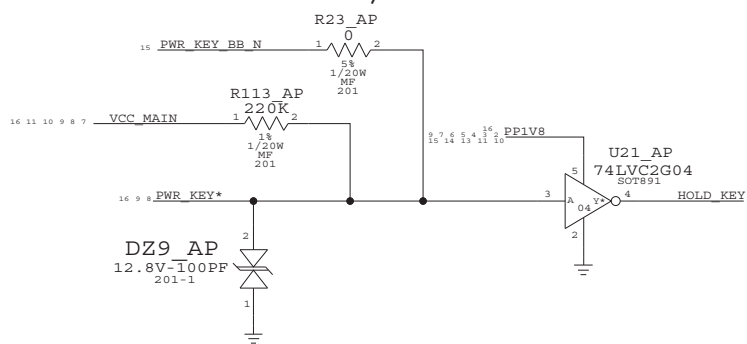 R23_AP
0
15 PWR_KEY_BB_N 1 2
5%
1/20W
MF
201
R113_AP
220K
16 11 10 9 8 7 VCC_MAIN 1 2
1%
1/20W
MF
201
16
9 7 6 5 4 3 2 PP1V8
15 14 13 11 10
U21_AP
74LVC2G04
SOT891
5
16 9 8 PWR_KEY* 3 A Y* 4 HOLD_KEY
04
2
2
DZ9_AP
12.8V-100PF
201-1
1